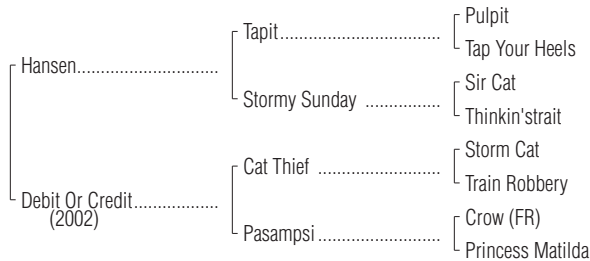 Pulpit
Tapit
Tap Your Heels
Hansen
Sir Cat
Stormy Sunday
Thinkin'strait
Storm Cat
Cat Thief
Train Robbery
Debit Or Credit
(2002)
Crow (FR)
Pasampsi
Princess Matilda